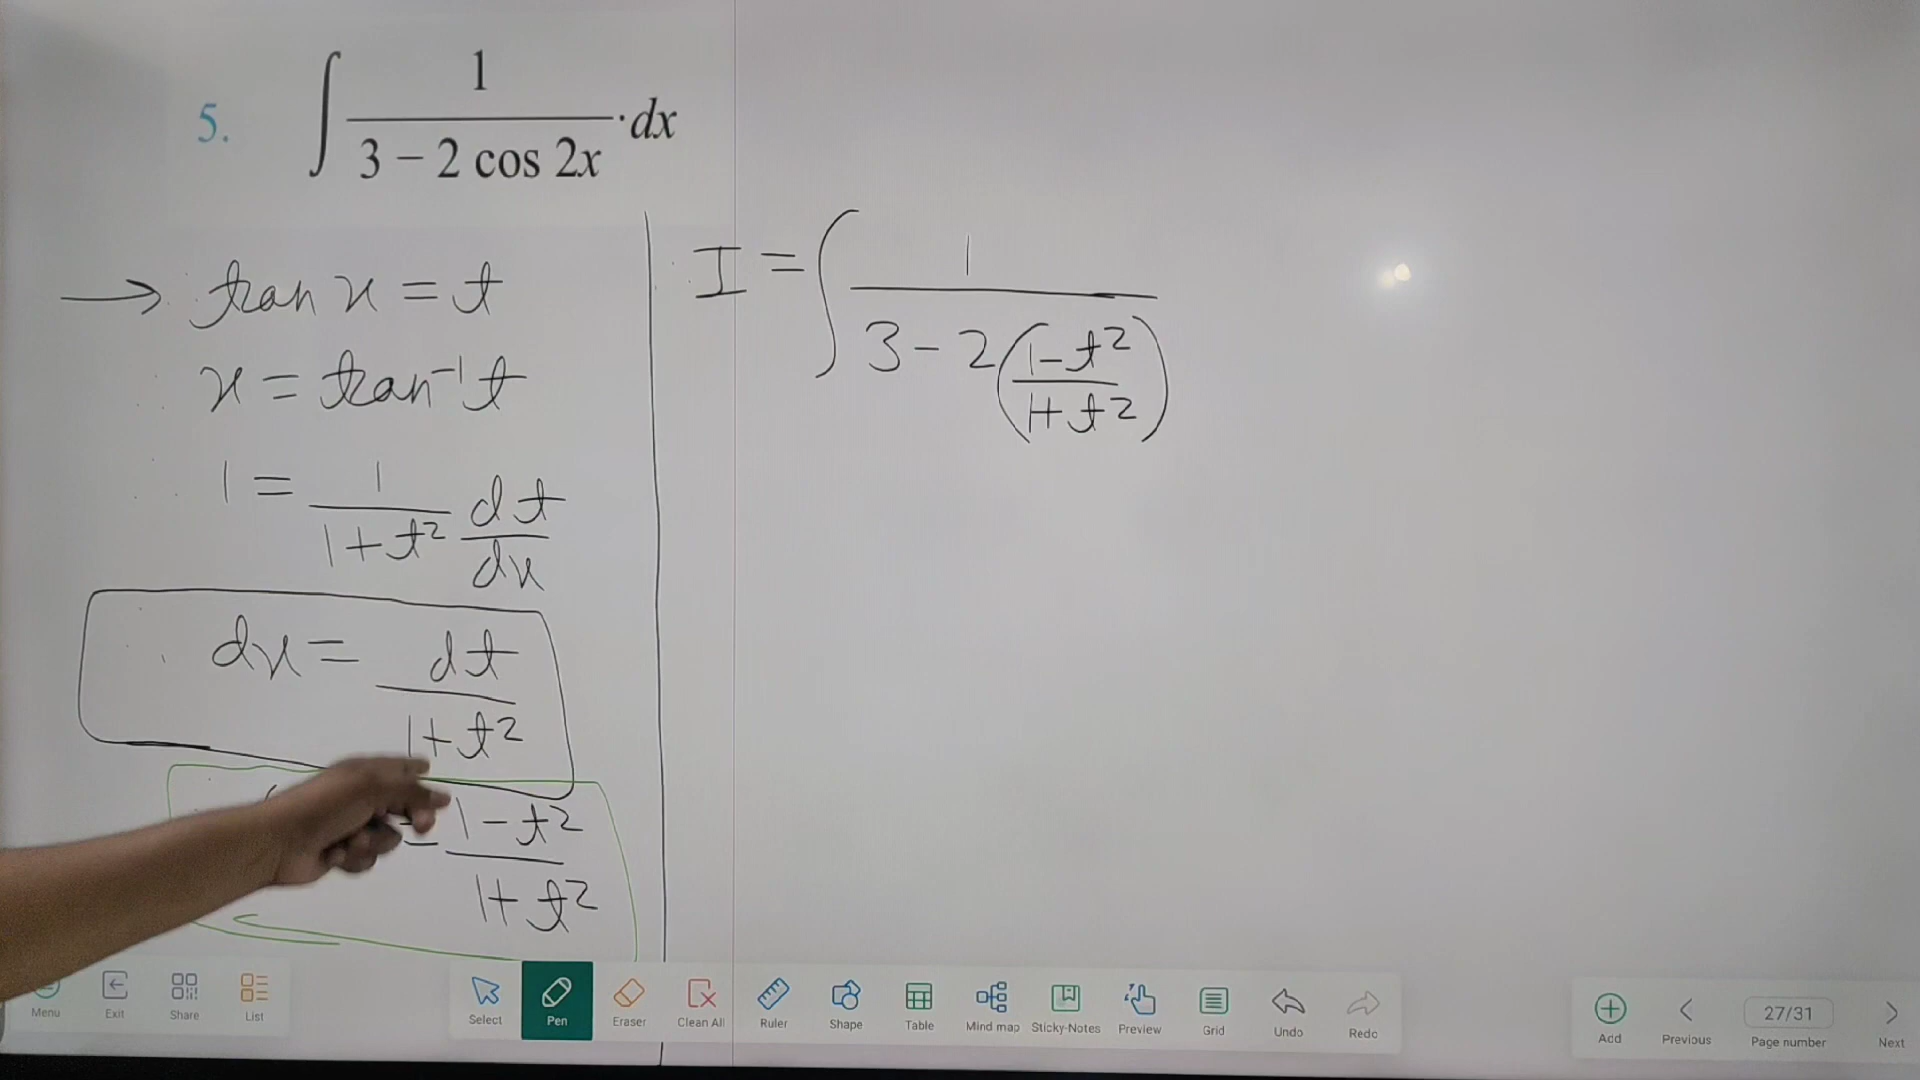 5. ∫ 1/(3 − 2 cos 2x) · dx
→ tan x = t
x = tan⁻¹ t
1 = 1/(1+t²) dt/dx
dx = dt/(1+t²)
= (1−t²)/(1+t²)
I = ∫ 1/(3−2((1−t²)/(1+t²)))
Menu Exit Share List Select Pen Eraser Clean All Ruler Shape Table Mind map Sticky-Notes Preview Grid Undo Redo Add Previous 27/31 Page number Next